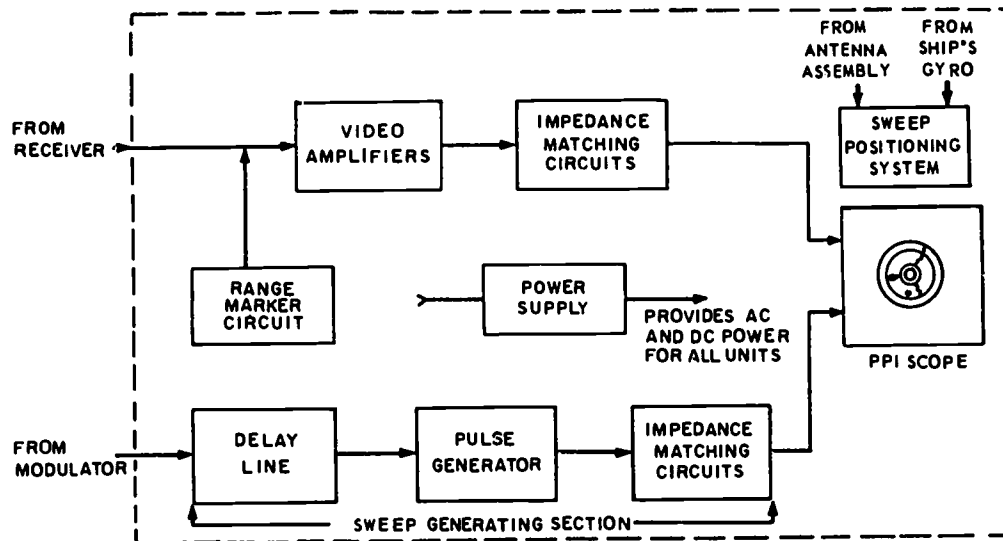 FROM
ANTENNA
ASSEMBLY
FROM
SHIP'S
GYRO
FROM
RECEIVER
VIDEO
AMPLIFIERS
IMPEDANCE
MATCHING
CIRCUITS
SWEEP
POSITIONING
SYSTEM
RANGE
MARKER
CIRCUIT
POWER
SUPPLY
PROVIDES AC
AND DC POWER
FOR ALL UNITS
PPI SCOPE
FROM
MODULATOR
DELAY
LINE
PULSE
GENERATOR
IMPEDANCE
MATCHING
CIRCUITS
SWEEP GENERATING SECTION